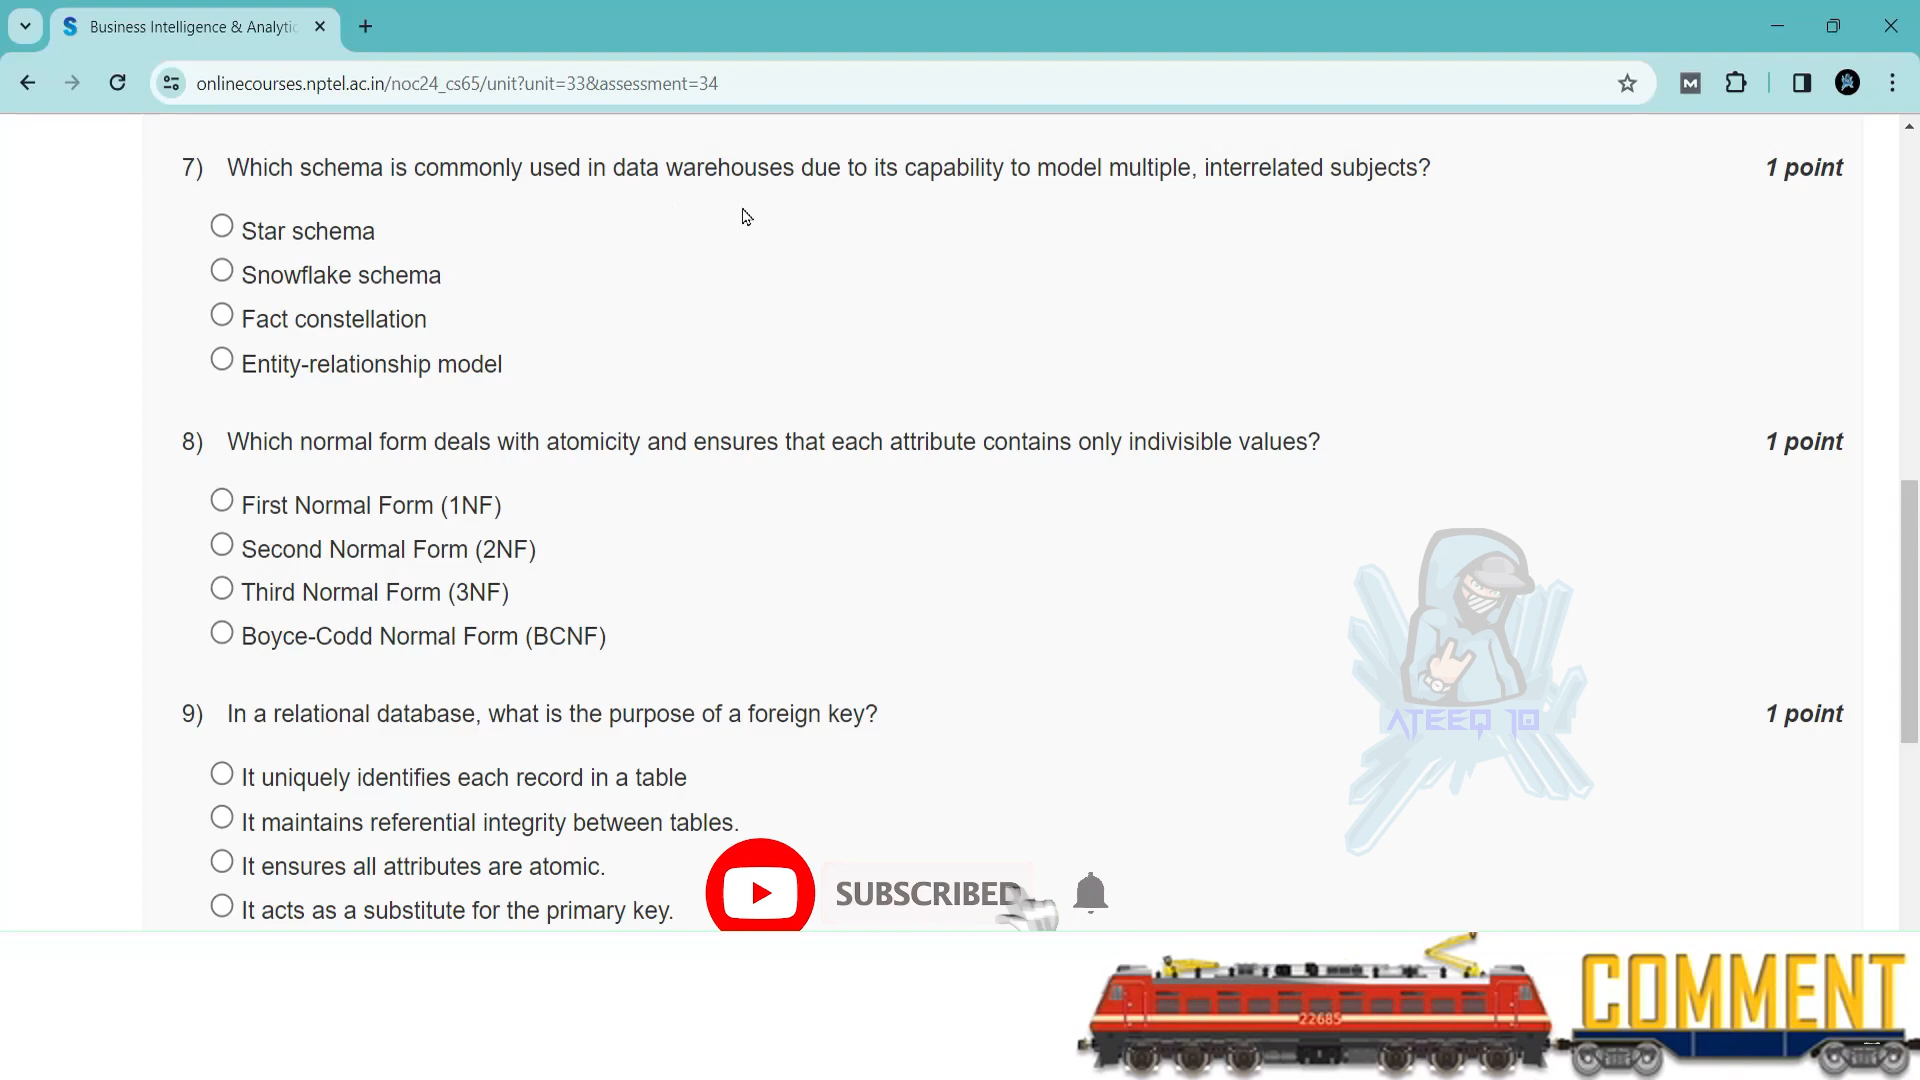 Business Intelligence & Analytic
onlinecourses.nptel.ac.in/noc24_cs65/unit?unit=33&assessment=34
7) Which schema is commonly used in data warehouses due to its capability to model multiple, interrelated subjects? 1 point
Star schema
Snowflake schema
Fact constellation
Entity-relationship model
8) Which normal form deals with atomicity and ensures that each attribute contains only indivisible values? 1 point
First Normal Form (1NF)
Second Normal Form (2NF)
Third Normal Form (3NF)
Boyce-Codd Normal Form (BCNF)
ATEEQ 10
9) In a relational database, what is the purpose of a foreign key? 1 point
It uniquely identifies each record in a table
It maintains referential integrity between tables.
It ensures all attributes are atomic.
It acts as a substitute for the primary key.
SUBSCRIBED
22685
COMMENT